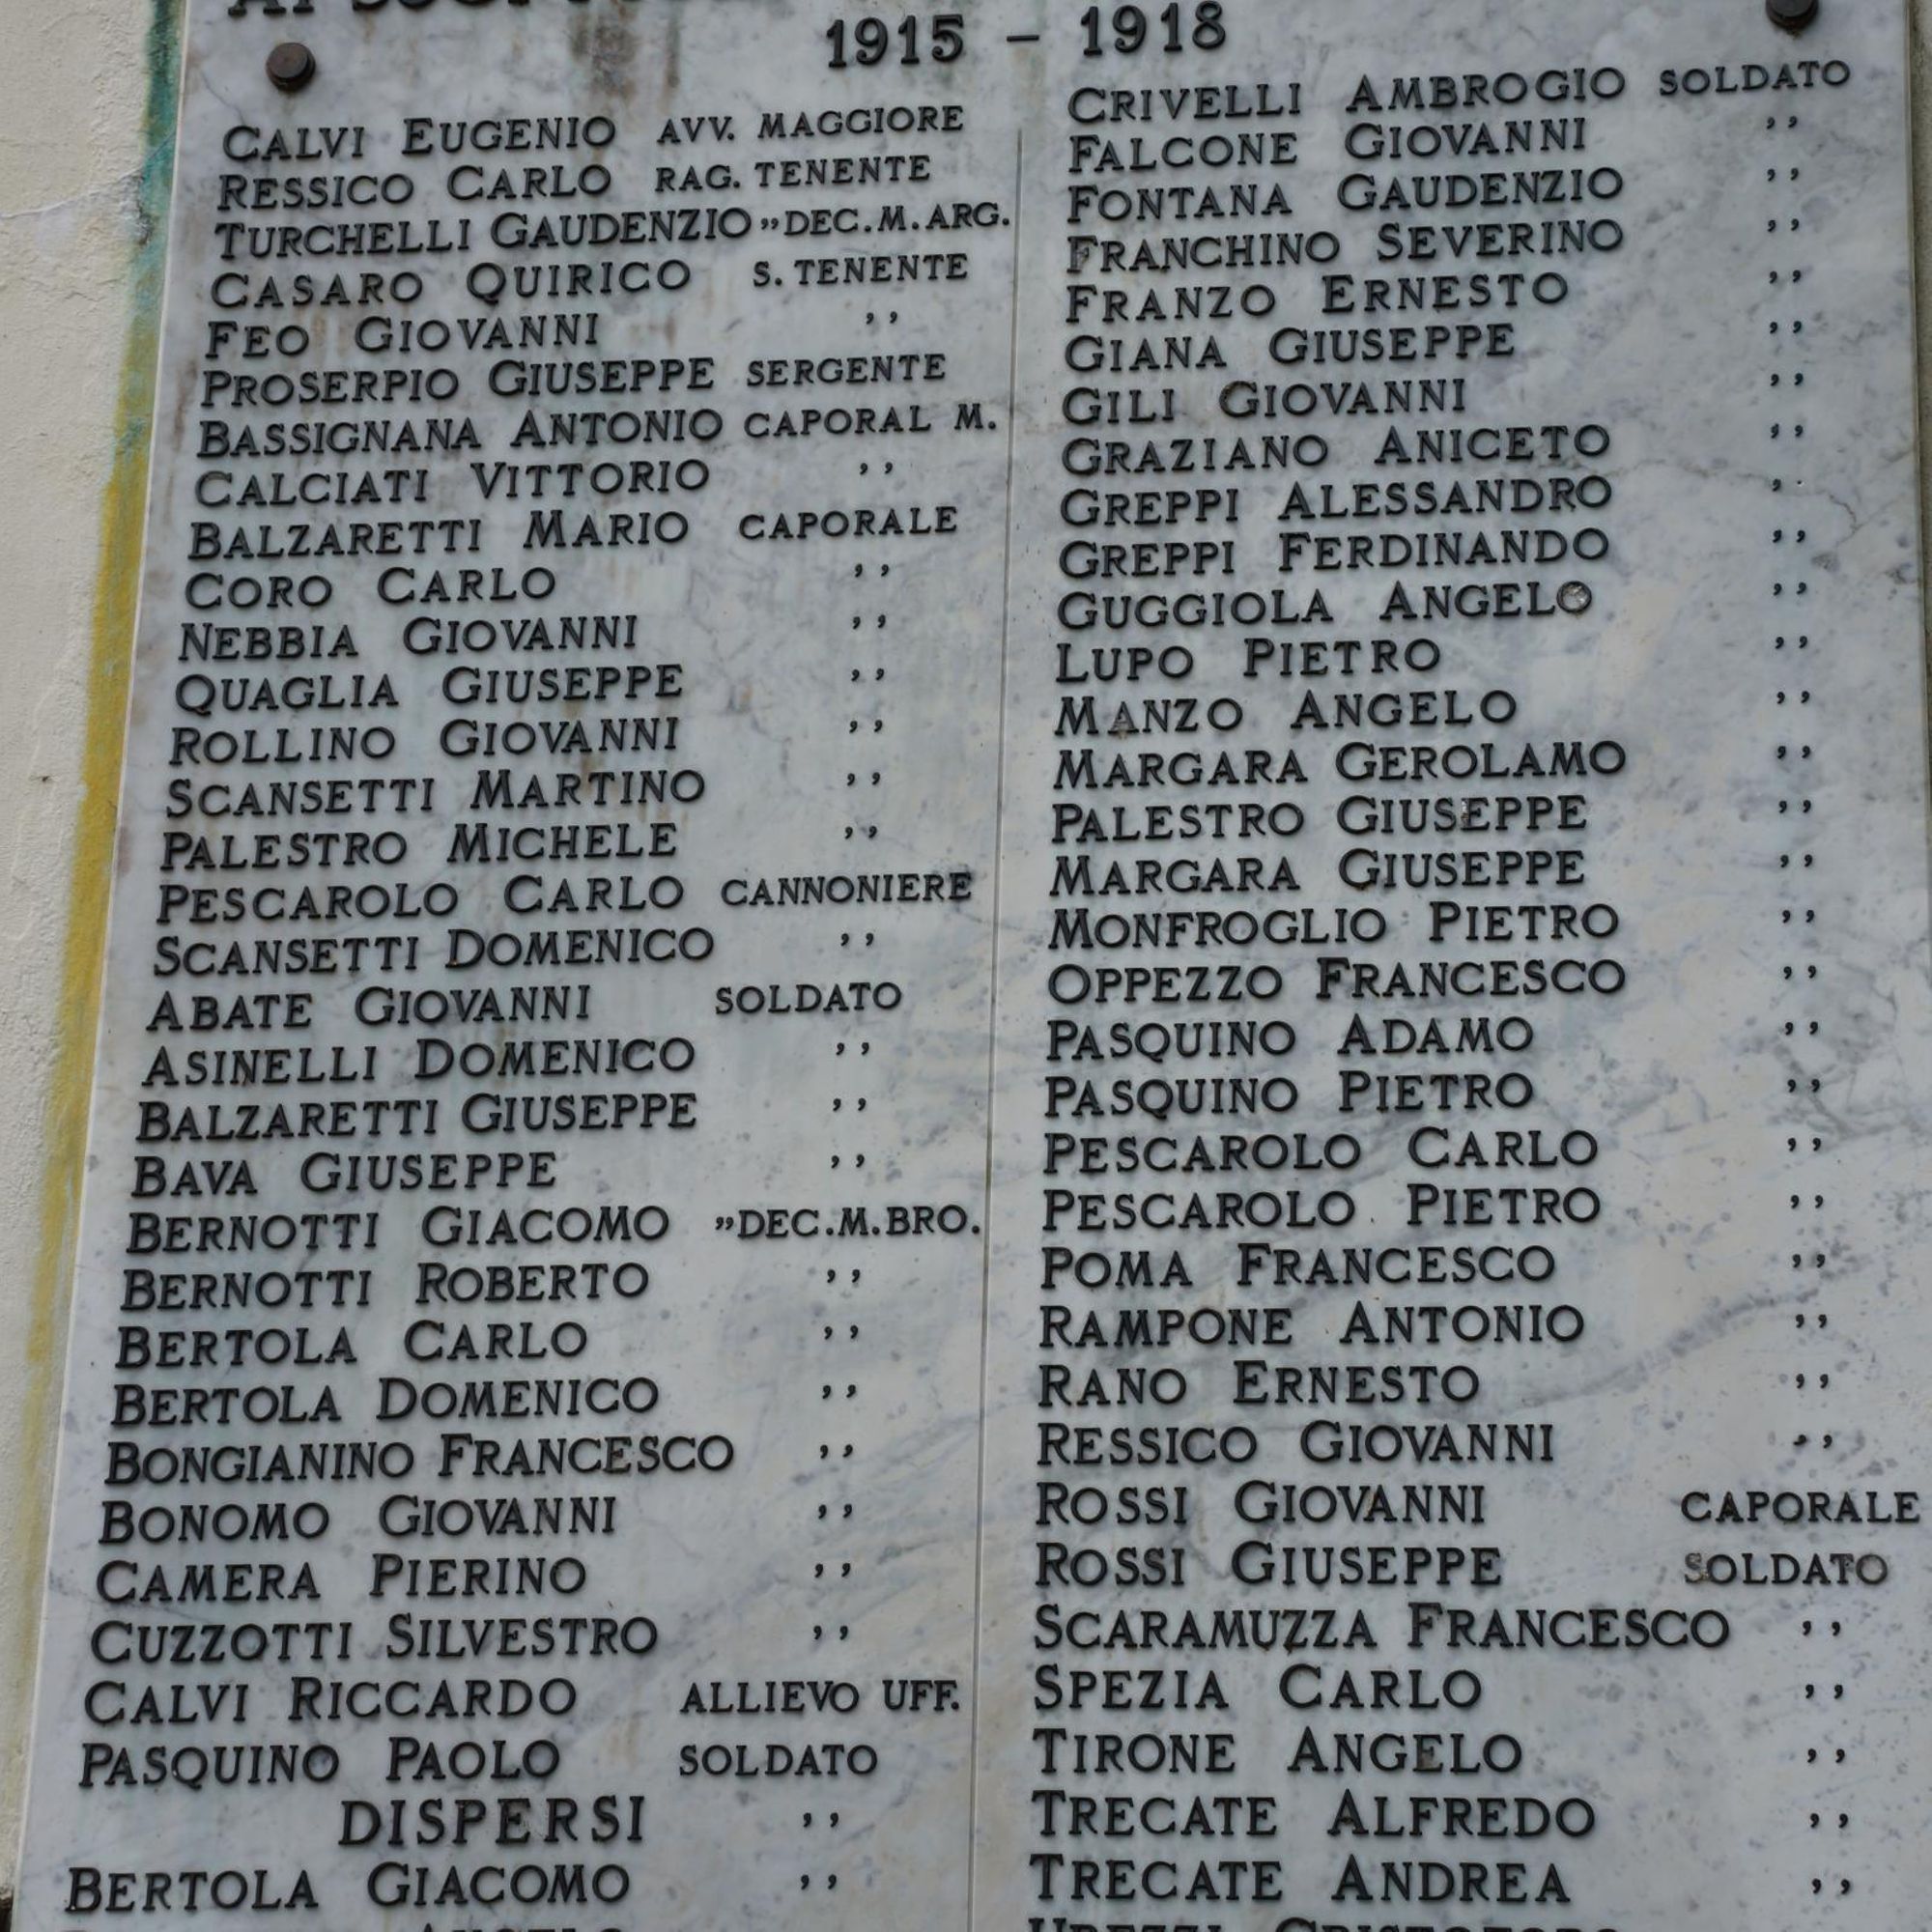 1915 - 1918
CALVI EUGENIO AVV. MAGGIORE
RESSICO CARLO RAG. TENENTE
TURCHELLI GAUDENZIO ,, DEC.M.ARG.
CASARO QUIRICO S. TENENTE
FEO GIOVANNI ,,
PROSERPIO GIUSEPPE SERGENTE
BASSIGNANA ANTONIO CAPORAL M.
CALCIATI VITTORIO ,,
BALZARETTI MARIO CAPORALE
CORO CARLO ,,
NEBBIA GIOVANNI ,,
QUAGLIA GIUSEPPE ,,
ROLLINO GIOVANNI ,,
SCANSETTI MARTINO ,,
PALESTRO MICHELE ,,
PESCAROLO CARLO CANNONIERE
SCANSETTI DOMENICO ,,
ABATE GIOVANNI SOLDATO
ASINELLI DOMENICO ,,
BALZARETTI GIUSEPPE ,,
BAVA GIUSEPPE ,,
BERNOTTI GIACOMO ,, DEC.M.BRO.
BERNOTTI ROBERTO ,,
BERTOLA CARLO ,,
BERTOLA DOMENICO ,,
BONGIANINO FRANCESCO ,,
BONOMO GIOVANNI ,,
CAMERA PIERINO ,,
CUZZOTTI SILVESTRO ,,
CALVI RICCARDO ALLIEVO UFF.
PASQUINO PAOLO SOLDATO
DISPERSI ,,
BERTOLA GIACOMO ,,
CRIVELLI AMBROGIO SOLDATO
FALCONE GIOVANNI ,,
FONTANA GAUDENZIO ,,
FRANCHINO SEVERINO ,,
FRANZO ERNESTO ,,
GIANA GIUSEPPE ,,
GILI GIOVANNI ,,
GRAZIANO ANICETO ,,
GREPPI ALESSANDRO ,,
GREPPI FERDINANDO ,,
GUGGIOLA ANGELO ,,
LUPO PIETRO ,,
MANZO ANGELO ,,
MARGARA GEROLAMO ,,
PALESTRO GIUSEPPE ,,
MARGARA GIUSEPPE ,,
MONFROGLIO PIETRO ,,
OPPEZZO FRANCESCO ,,
PASQUINO ADAMO ,,
PASQUINO PIETRO ,,
PESCAROLO CARLO ,,
PESCAROLO PIETRO ,,
POMA FRANCESCO ,,
RAMPONE ANTONIO ,,
RANO ERNESTO ,,
RESSICO GIOVANNI ,,
ROSSI GIOVANNI CAPORALE
ROSSI GIUSEPPE SOLDATO
SCARAMUZZA FRANCESCO ,,
SPEZIA CARLO ,,
TIRONE ANGELO ,,
TRECATE ALFREDO ,,
TRECATE ANDREA ,,